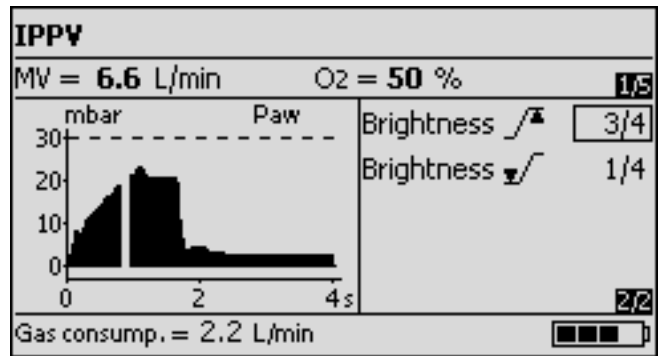 IPPV
MV = 6.6 L/min O2 = 50 % 1/5
mbar Paw
30
20
10
0
0 2 4 s
Brightness 3/4
Brightness 1/4
2/2
Gas consump. = 2.2 L/min